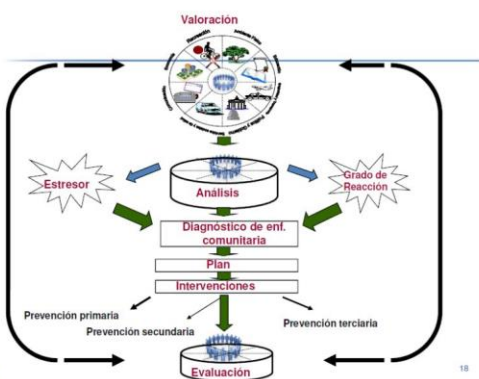 Valoración
Recreación
Estresor
Análisis
Grado de
Reacción
Diagnóstico de enf.
comunitaria
Plan
Intervenciones
Prevención primaria
Prevención secundaria
Prevención terciaria
Evaluación
18